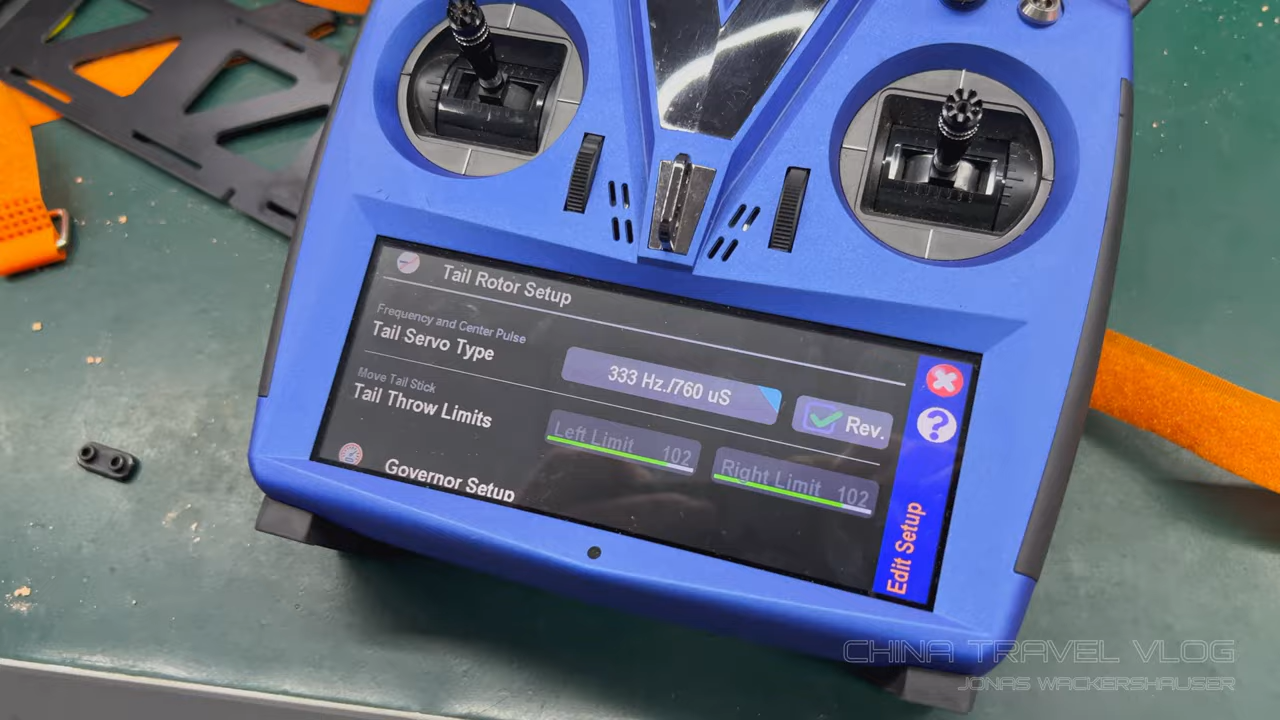 Tail Rotor Setup
Frequency and Center Pulse
Tail Servo Type
333 Hz./760 uS
Rev.
Move Tail Stick
Tail Throw Limits
Left Limit 102
Right Limit 102
Governor Setup
Edit Setup
?
CHINA TRAVEL VLOG
JONAS WACKERSHAUSER